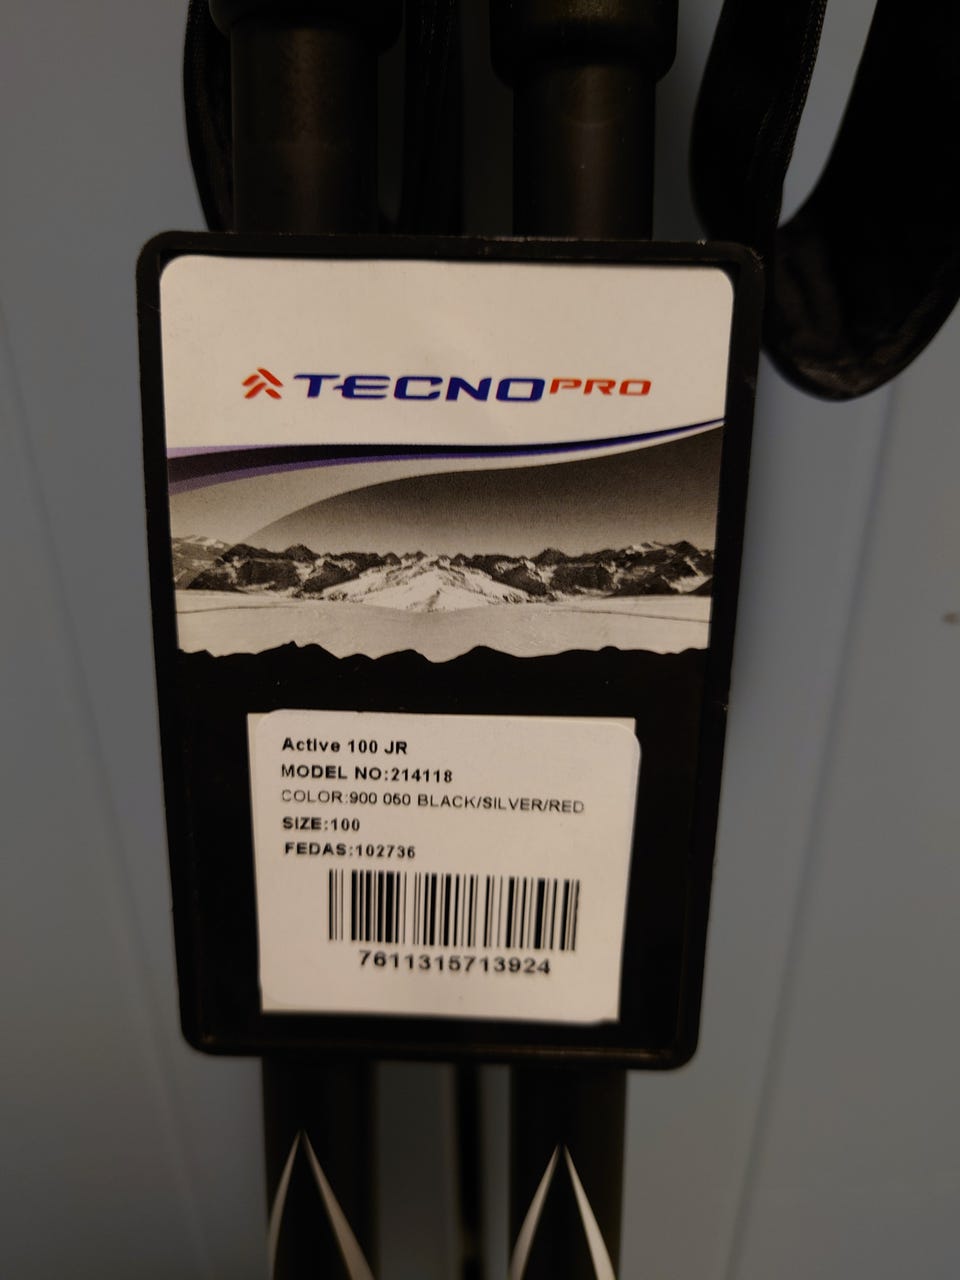 TECNOPRO
Active 100 JR
MODEL NO:214118
COLOR:900 050 BLACK/SILVER/RED
SIZE:100
FEDAS:102736
7611315713924